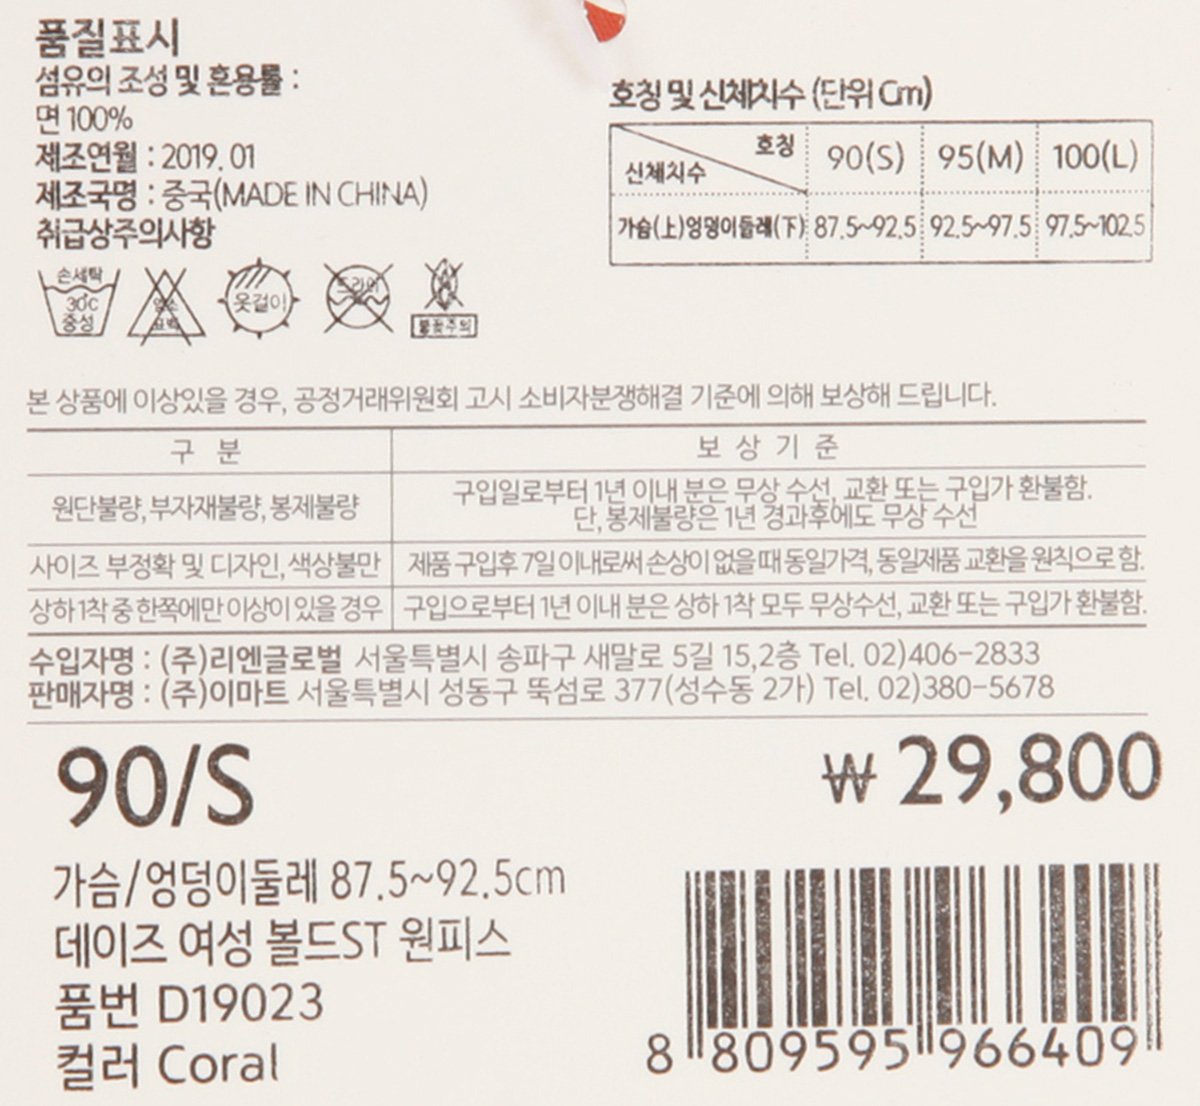 품질표시
섬유의 조성 및 혼용률 :
면 100%
제조연월 : 2019. 01
제조국명 : 중국(MADE IN CHINA)
취급상주의사항
손세탁
30℃
중성
염소
표백
옷걸이
드라이
불꽃주의
호칭 및 신체치수 (단위 Cm)
호칭
신체치수
90(S) 95(M) 100(L)
가슴(上)엉덩이둘레(下) 87.5~92.5 92.5~97.5 97.5~102.5
본 상품에 이상있을 경우, 공정거래위원회 고시 소비자분쟁해결 기준에 의해 보상해 드립니다.
구 분 보 상 기 준
원단불량,부자재불량, 봉제불량
구입일로부터 1년 이내 분은 무상 수선, 교환 또는 구입가 환불함.
단, 봉제불량은 1년 경과후에도 무상 수선
사이즈 부정확 및 디자인, 색상불만 제품 구입후 7일 이내로써 손상이 없을때 동일가격, 동일제품 교환을 원칙으로 함.
상하 1착 중 한쪽에만 이상이 있을 경우 구입으로부터 1년 이내 분은 상하 1착 모두 무상수선, 교환 또는 구입가 환불함.
수입자명 : (주)리엔글로벌 서울특별시 송파구 새말로 5길 15,2층 Tel. 02)406-2833
판매자명 : (주)이마트 서울특별시 성동구 뚝섬로 377(성수동 2가) Tel. 02)380-5678
90/S
₩ 29,800
가슴/엉덩이둘레 87.5~92.5cm
데이즈 여성 볼드ST 원피스
품번 D19023
컬러 Coral
8 809595 966409